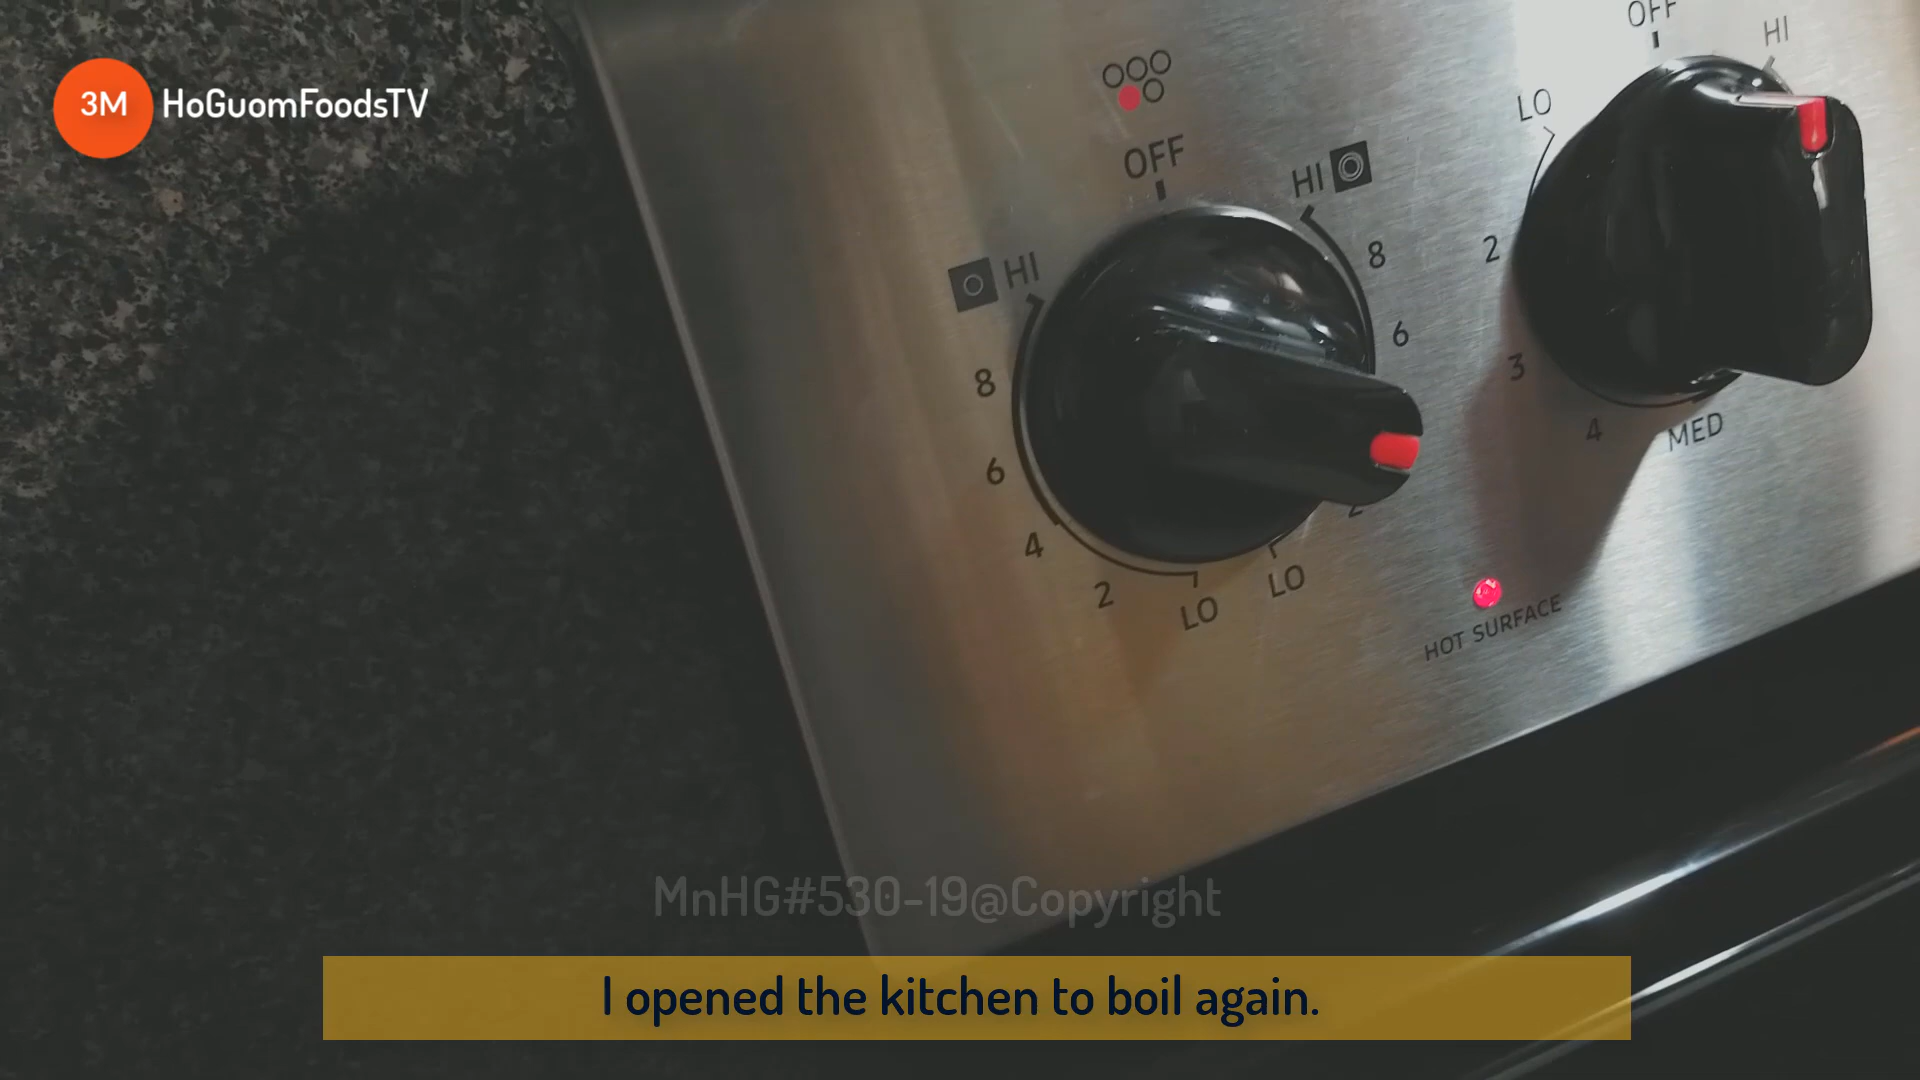 3M HoGuomFoodsTV
OFF
HI
HI
8
6
2
LO
LO
2
4
6
8
OFF
HI
LO
2
3
4
MED
HOT SURFACE
MnHG#530-19@Copyright
I opened the kitchen to boil again.